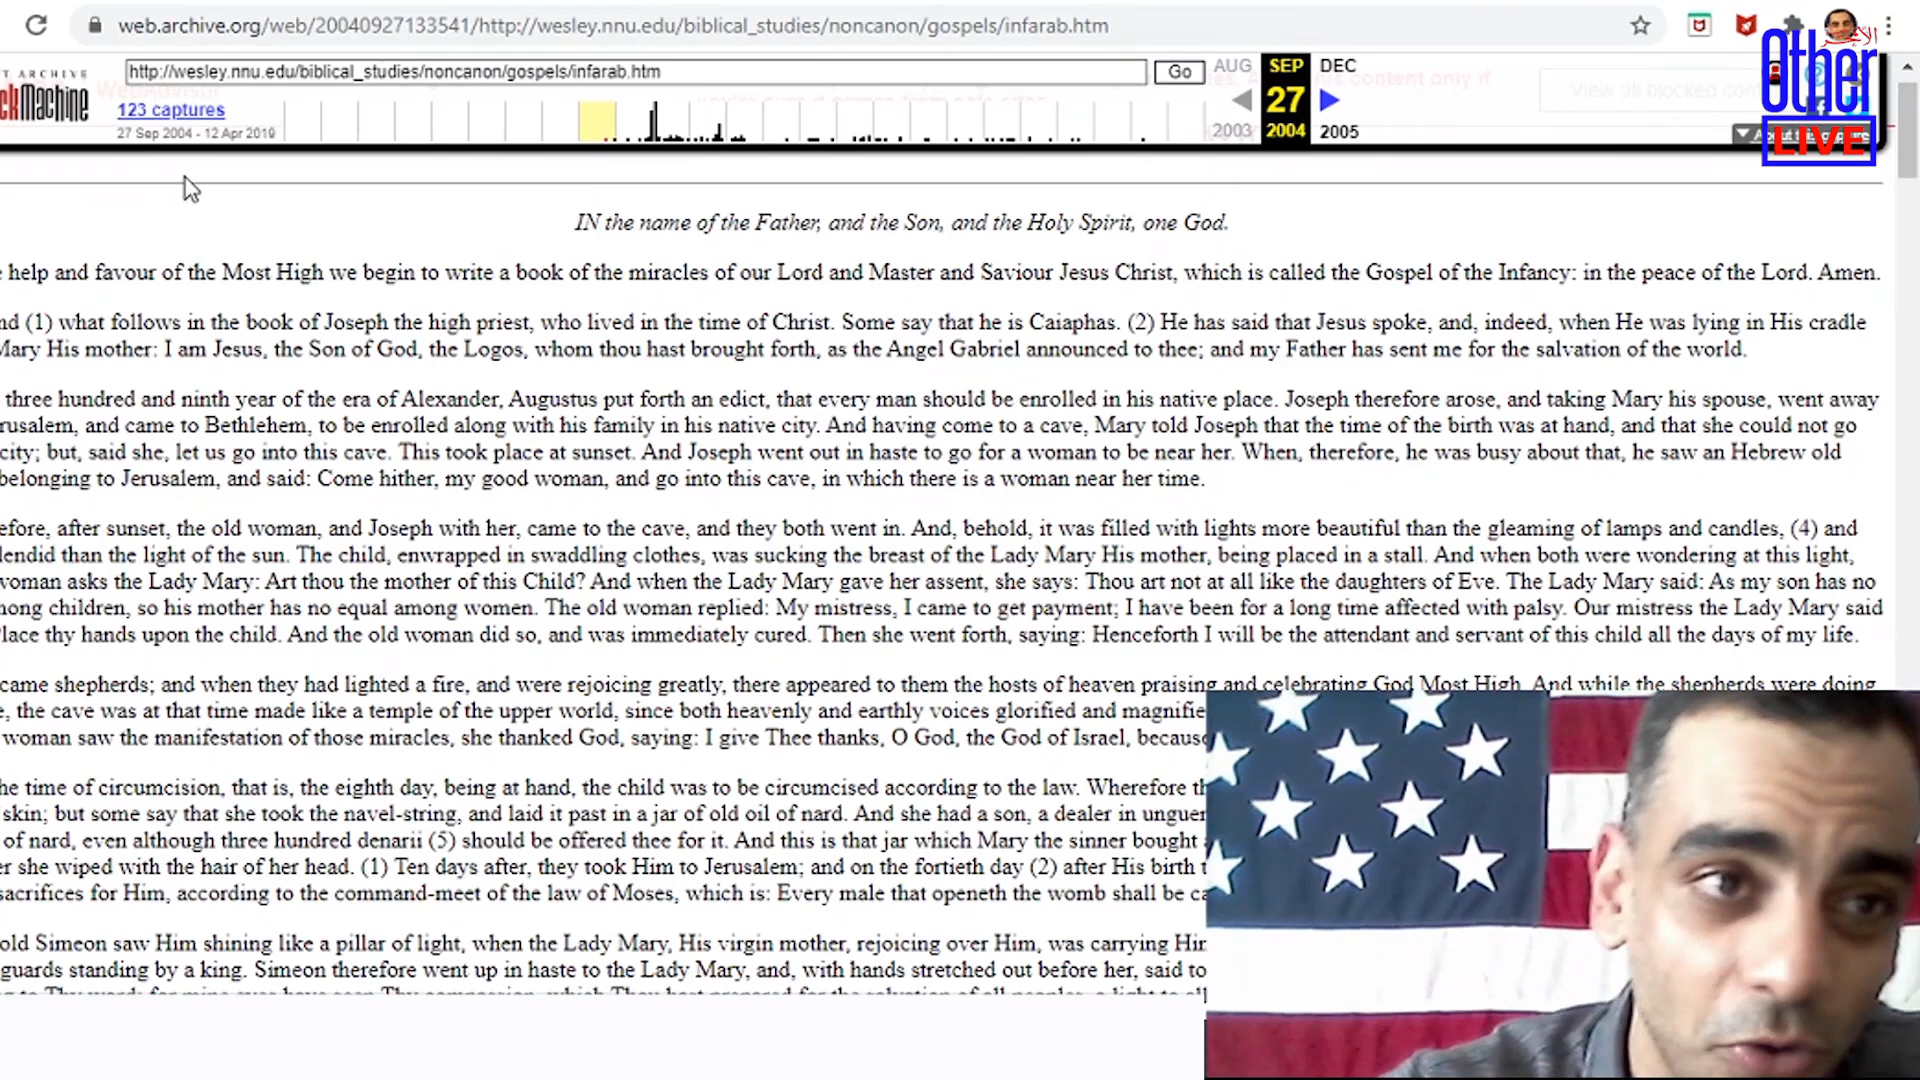 web.archive.org/web/20040927133541/http://wesley.nnu.edu/biblical_studies/noncanon/gospels/infarab.htm
T ARCHIVE
http://wesley.nnu.edu/biblical_studies/noncanon/gospels/infarab.htm
Go
AUG SEP DEC
ckMachine
123 captures
27
27 Sep 2004 - 12 Apr 2019
2003 2004 2005
View all blocked
Other
LIVE
IN the name of the Father, and the Son, and the Holy Spirit, one God.
help and favour of the Most High we begin to write a book of the miracles of our Lord and Master and Saviour Jesus Christ, which is called the Gospel of the Infancy: in the peace of the Lord. Amen.
nd (1) what follows in the book of Joseph the high priest, who lived in the time of Christ. Some say that he is Caiaphas. (2) He has said that Jesus spoke, and, indeed, when He was lying in His cradle
Mary His mother: I am Jesus, the Son of God, the Logos, whom thou hast brought forth, as the Angel Gabriel announced to thee; and my Father has sent me for the salvation of the world.
three hundred and ninth year of the era of Alexander, Augustus put forth an edict, that every man should be enrolled in his native place. Joseph therefore arose, and taking Mary his spouse, went away
rusalem, and came to Bethlehem, to be enrolled along with his family in his native city. And having come to a cave, Mary told Joseph that the time of the birth was at hand, and that she could not go
city; but, said she, let us go into this cave. This took place at sunset. And Joseph went out in haste to go for a woman to be near her. When, therefore, he was busy about that, he saw an Hebrew old
belonging to Jerusalem, and said: Come hither, my good woman, and go into this cave, in which there is a woman near her time.
efore, after sunset, the old woman, and Joseph with her, came to the cave, and they both went in. And, behold, it was filled with lights more beautiful than the gleaming of lamps and candles, (4) and
lendid than the light of the sun. The child, enwrapped in swaddling clothes, was sucking the breast of the Lady Mary His mother, being placed in a stall. And when both were wondering at this light,
woman asks the Lady Mary: Art thou the mother of this Child? And when the Lady Mary gave her assent, she says: Thou art not at all like the daughters of Eve. The Lady Mary said: As my son has no
mong children, so his mother has no equal among women. The old woman replied: My mistress, I came to get payment; I have been for a long time affected with palsy. Our mistress the Lady Mary said
Place thy hands upon the child. And the old woman did so, and was immediately cured. Then she went forth, saying: Henceforth I will be the attendant and servant of this child all the days of my life.
came shepherds; and when they had lighted a fire, and were rejoicing greatly, there appeared to them the hosts of heaven praising and celebrating God Most High. And while the shepherds were doing
e, the cave was at that time made like a temple of the upper world, since both heavenly and earthly voices glorified and magnifie
woman saw the manifestation of those miracles, she thanked God, saying: I give Thee thanks, O God, the God of Israel, because
he time of circumcision, that is, the eighth day, being at hand, the child was to be circumcised according to the law. Wherefore th
skin; but some say that she took the navel-string, and laid it past in a jar of old oil of nard. And she had a son, a dealer in unguen
of nard, even although three hundred denarii (5) should be offered thee for it. And this is that jar which Mary the sinner bought
er she wiped with the hair of her head. (1) Ten days after, they took Him to Jerusalem; and on the fortieth day (2) after His birth t
sacrifices for Him, according to the command-meet of the law of Moses, which is: Every male that openeth the womb shall be ca
old Simeon saw Him shining like a pillar of light, when the Lady Mary, His virgin mother, rejoicing over Him, was carrying Hir
guards standing by a king. Simeon therefore went up in haste to the Lady Mary, and, with hands stretched out before her, said to